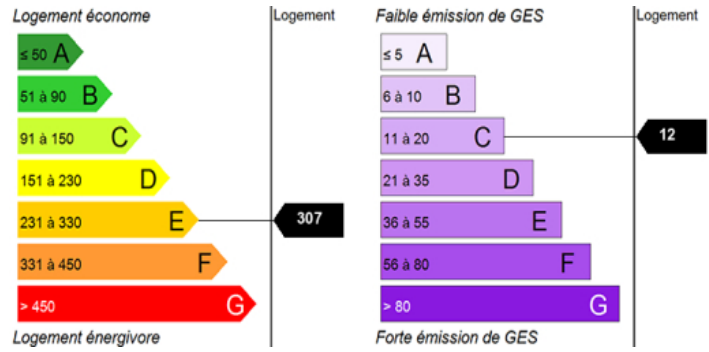 Logement économe
Logement
≤ 50 A
51 à 90 B
91 à 150 C
151 à 230 D
231 à 330 E
307
331 à 450 F
> 450 G
Logement énergivore
Faible émission de GES
Logement
≤ 5 A
6 à 10 B
11 à 20 C
12
21 à 35 D
36 à 55 E
56 à 80 F
> 80 G
Forte émission de GES